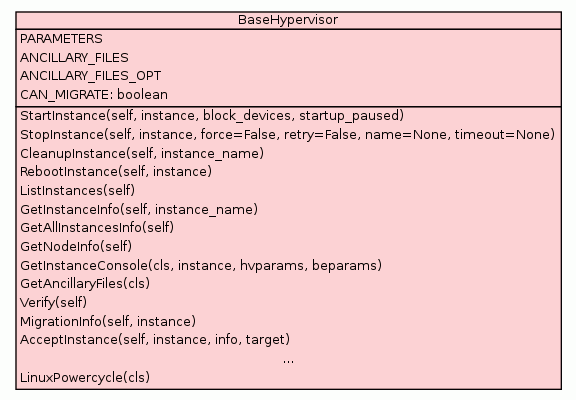 BaseHypervisor
PARAMETERS
ANCILLARY_FILES
ANCILLARY_FILES_OPT
CAN_MIGRATE: boolean
StartInstance(self, instance, block_devices, startup_paused)
StopInstance(self, instance, force=False, retry=False, name=None, timeout=None)
CleanupInstance(self, instance_name)
RebootInstance(self, instance)
ListInstances(self)
GetInstanceInfo(self, instance_name)
GetAllInstancesInfo(self)
GetNodeInfo(self)
GetInstanceConsole(cls, instance, hvparams, beparams)
GetAncillaryFiles(cls)
Verify(self)
MigrationInfo(self, instance)
AcceptInstance(self, instance, info, target)
...
LinuxPowercycle(cls)